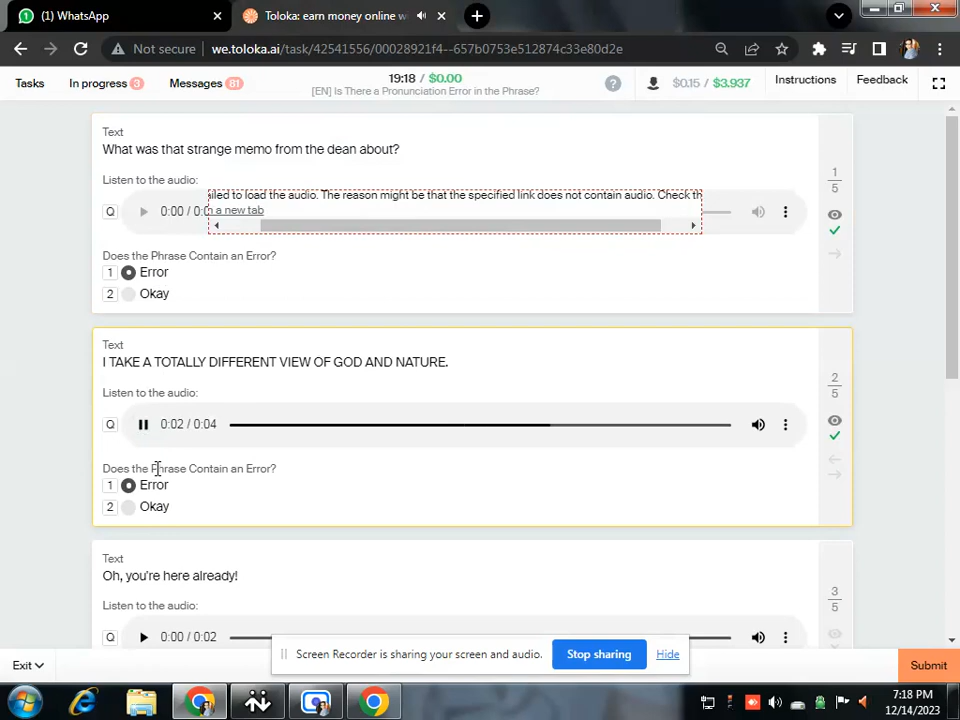 (1) WhatsApp
Toloka: earn money online w
Not secure we.toloka.ai/task/42541556/00028921f4--657b0753e512874c33e80d2e
Tasks In progress 3 Messages 61 19:18 / $0.00 $0.15 / $3.937 Instructions Feedback
[EN] Is There a Pronunciation Error in the Phrase?
Text
What was that strange memo from the dean about?
Listen to the audio:
ailed to load the audio. The reason might be that the specified link does not contain audio. Check th
Q 0:00 / 0:0
n a new tab
Does the Phrase Contain an Error?
1 Error
2 Okay
1
5
Text
I TAKE A TOTALLY DIFFERENT VIEW OF GOD AND NATURE.
Listen to the audio:
Q 0:02 / 0:04
Does the Phrase Contain an Error?
1 Error
2 Okay
2
5
Text
Oh, you're here already!
Listen to the audio:
Q 0:00 / 0:02
3
5
Screen Recorder is sharing your screen and audio. Stop sharing Hide
Exit Submit
7:18 PM
12/14/2023